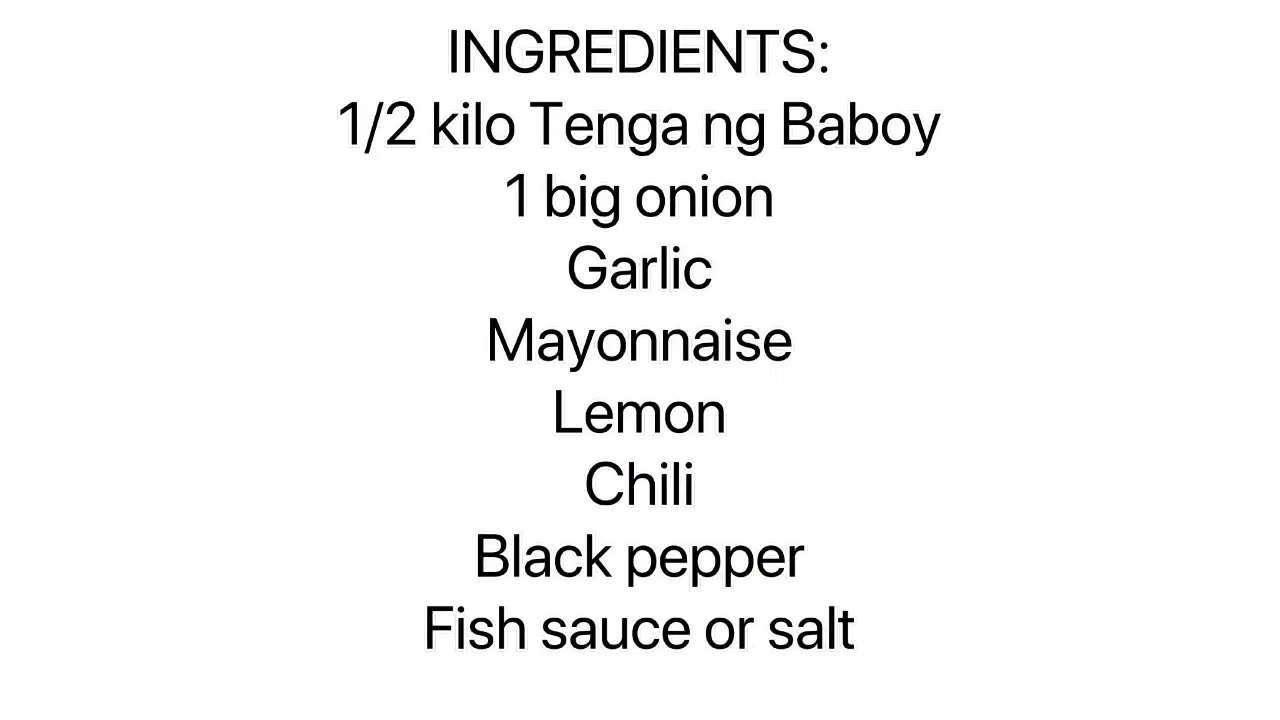 INGREDIENTS:
1/2 kilo Tenga ng Baboy
1 big onion
Garlic
Mayonnaise
Lemon
Chili
Black pepper
Fish sauce or salt